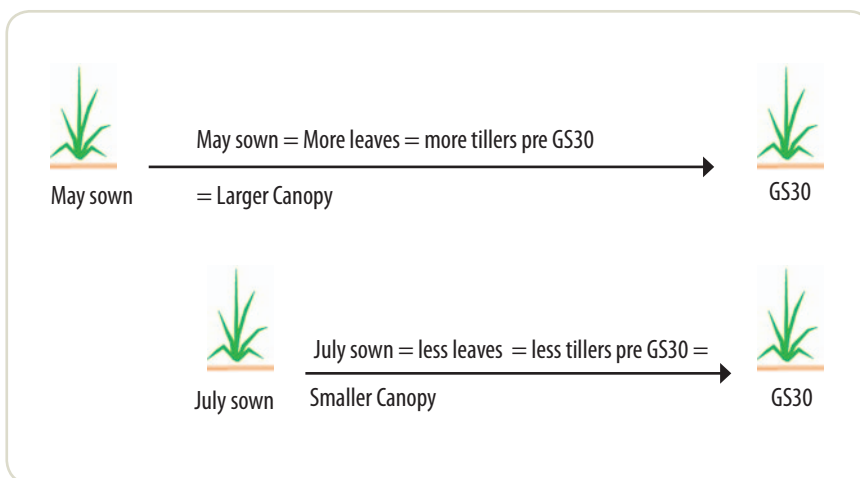 May sown = More leaves = more tillers pre GS30
May sown
= Larger Canopy
GS30
July sown = less leaves = less tillers pre GS30 =
July sown
Smaller Canopy
GS30